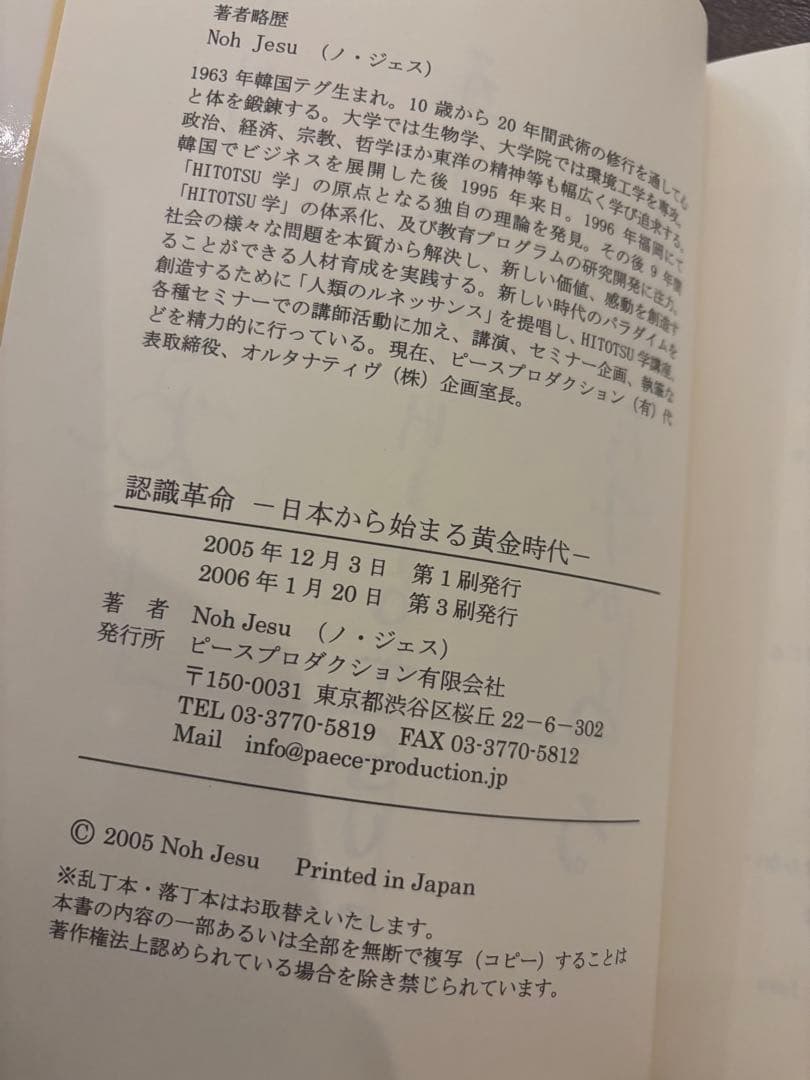 著者略歴
Noh Jesu （ノ・ジェス）
1963 年韓国テグ生まれ。10 歳から 20 年間武術の修行を通して心
と体を鍛錬する。大学では生物学、大学院では環境工学を専攻。
政治、経済、宗教、哲学ほか東洋の精神等も幅広く学び追求する。
韓国でビジネスを展開した後 1995 年来日。1996 年福岡にて
「HITOTSU 学」の原点となる独自の理論を発見。その後 9 年間
「HITOTSU 学」の体系化、及び教育プログラムの研究開発に注力。
社会の様々な問題を本質から解決し、新しい価値、感動を創造す
ることができる人材育成を実践する。新しい時代のパラダイムを
創造するために「人類のルネッサンス」を提唱し、HITOTSU 学講座、
各種セミナーでの講師活動に加え、講演、セミナー企画、執筆な
どを精力的に行っている。現在、ピースプロダクション（有）代
表取締役、オルタナティヴ（株）企画室長。
認識革命 －日本から始まる黄金時代－
2005 年 12 月 3 日 第 1 刷発行
2006 年 1 月 20 日 第 3 刷発行
著 者 Noh Jesu （ノ・ジェス）
発行所 ピースプロダクション有限会社
〒150-0031 東京都渋谷区桜丘 22－6－302
TEL 03-3770-5819 FAX 03-3770-5812
Mail info@paece-production.jp
© 2005 Noh Jesu Printed in Japan
※乱丁本・落丁本はお取替えいたします。
本書の内容の一部あるいは全部を無断で複写（コピー）することは
著作権法上認められている場合を除き禁じられています。